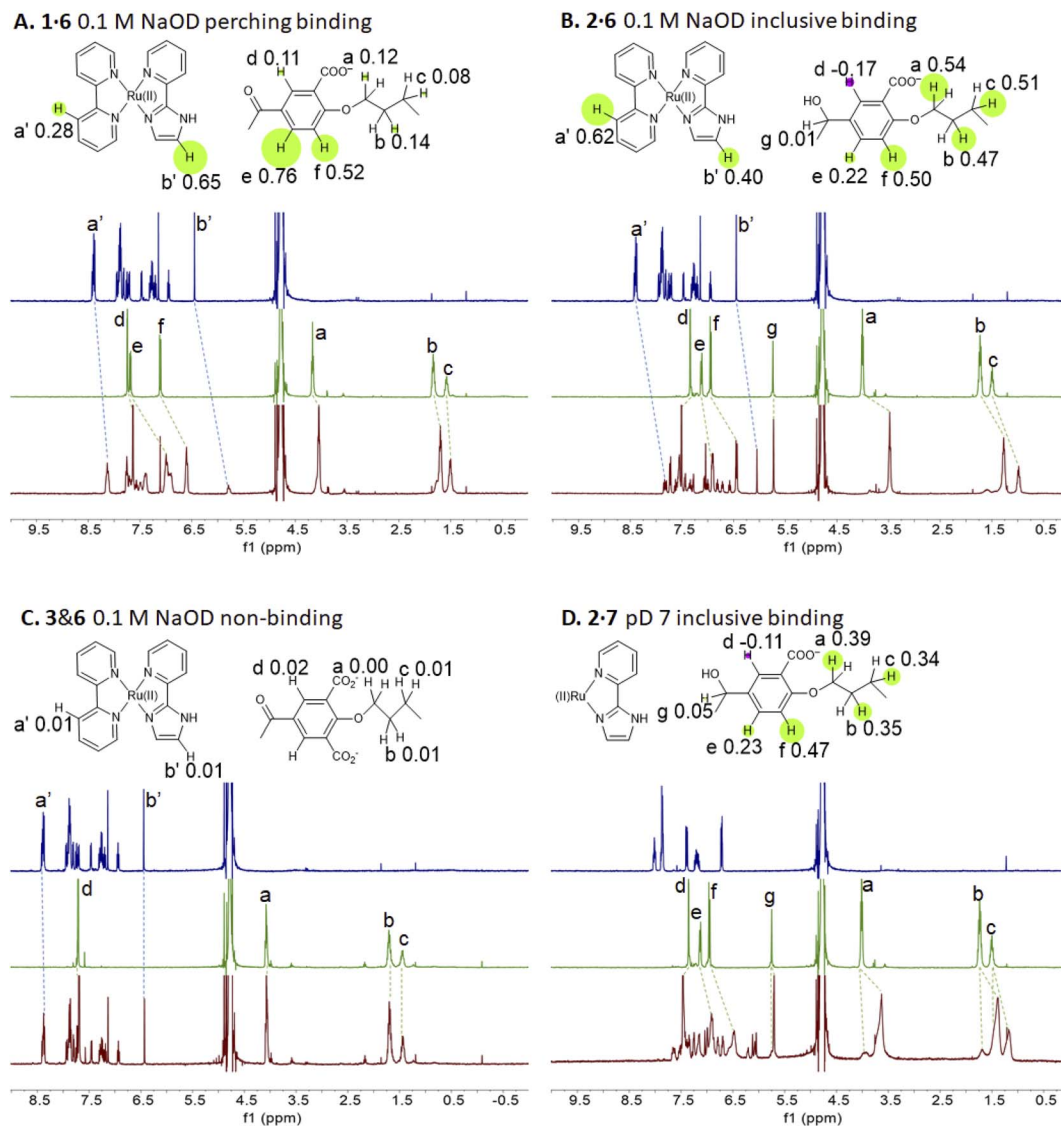 A. 1·6 0.1 M NaOD perching binding
d 0.11 a 0.12
COO⁻
H H H H c 0.08
N N Ru(II) N N NH O O H H
a' 0.28 H H H b 0.14
b' 0.65 e 0.76 f 0.52
a' b'
d e f a b c
9.5 8.5 7.5 6.5 5.5 4.5 3.5 2.5 1.5 0.5
f1 (ppm)
B. 2·6 0.1 M NaOD inclusive binding
d -0.17 COO⁻ a 0.54
H H H H c 0.51
N N Ru(II) N N NH HO O H H
a' 0.62 H g 0.01 H H H b 0.47
b' 0.40 e 0.22 f 0.50
a' b'
d e f g a b c
9.5 8.5 7.5 6.5 5.5 4.5 3.5 2.5 1.5 0.5
f1 (ppm)
C. 3&6 0.1 M NaOD non-binding
d 0.02 a 0.00
H CO₂⁻ H H H H c 0.01
N N Ru(II) N N NH O O H H
a' 0.01 H H CO₂⁻ b 0.01
b' 0.01
a' b'
d a b c
8.5 7.5 6.5 5.5 4.5 3.5 2.5 1.5 0.5 -0.5
f1 (ppm)
D. 2·7 pD 7 inclusive binding
d -0.11 COO⁻ a 0.39
H H H H c 0.34
(II)Ru N N NH HO O H H
g 0.05 H H H b 0.35
e 0.23 f 0.47
d e f g a b c
9.5 8.5 7.5 6.5 5.5 4.5 3.5 2.5 1.5 0.5
f1 (ppm)